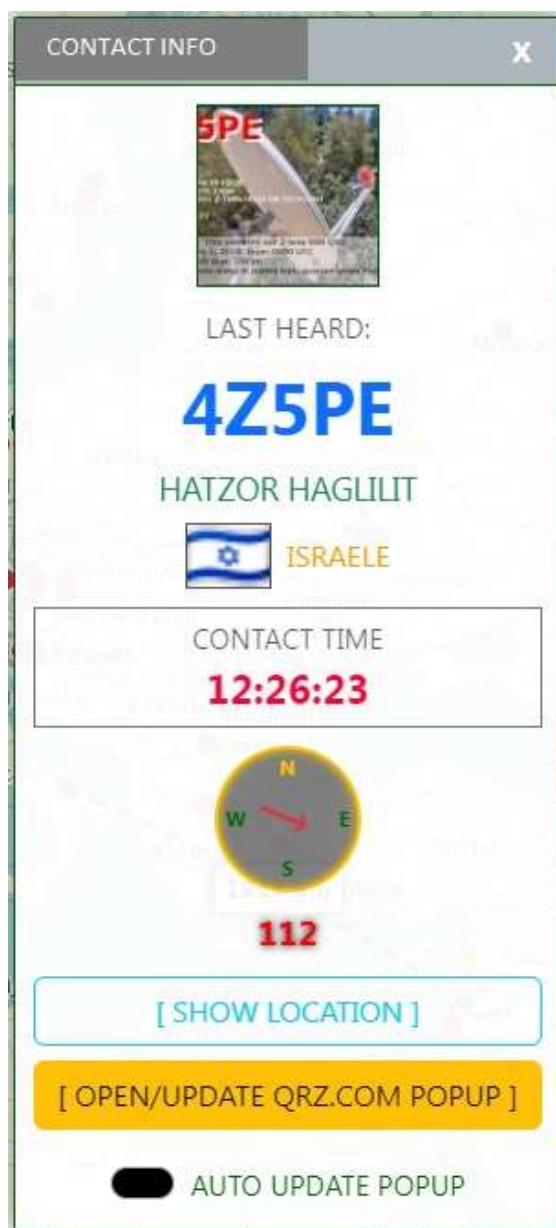 CONTACT INFO X
5PE
LAST HEARD:
4Z5PE
HATZOR HAGLILIT
ISRAELE
CONTACT TIME
12:26:23
N
W E
S
112
[ SHOW LOCATION ]
[ OPEN/UPDATE QRZ.COM POPUP ]
AUTO UPDATE POPUP